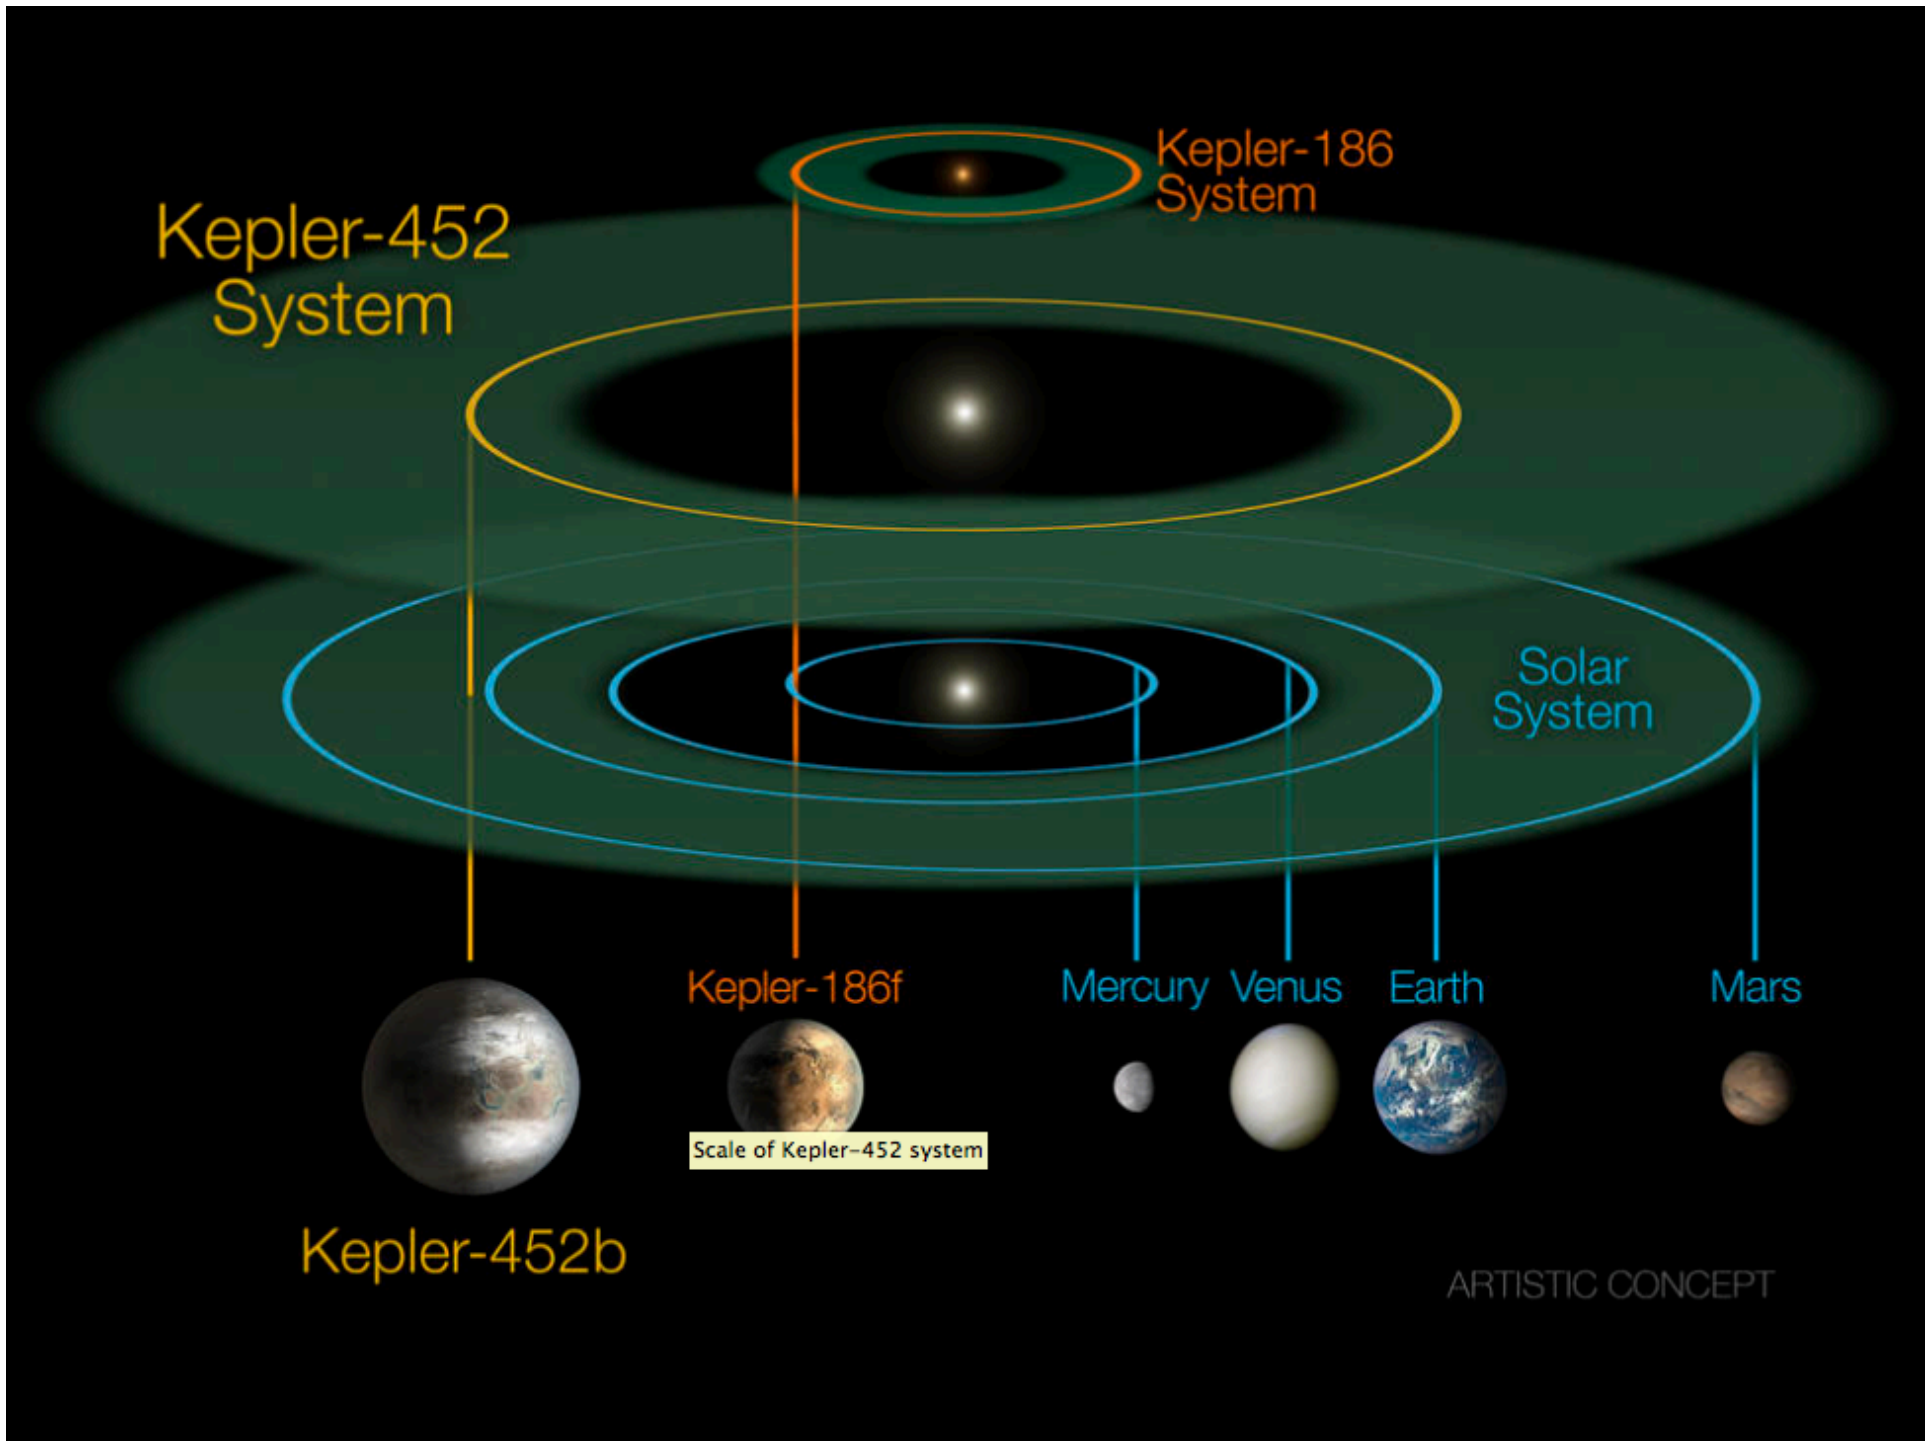 Kepler-186
System
Kepler-452
System
Solar
System
Kepler-186f
Mercury
Venus
Earth
Mars
Scale of Kepler-452 system
Kepler-452b
ARTISTIC CONCEPT